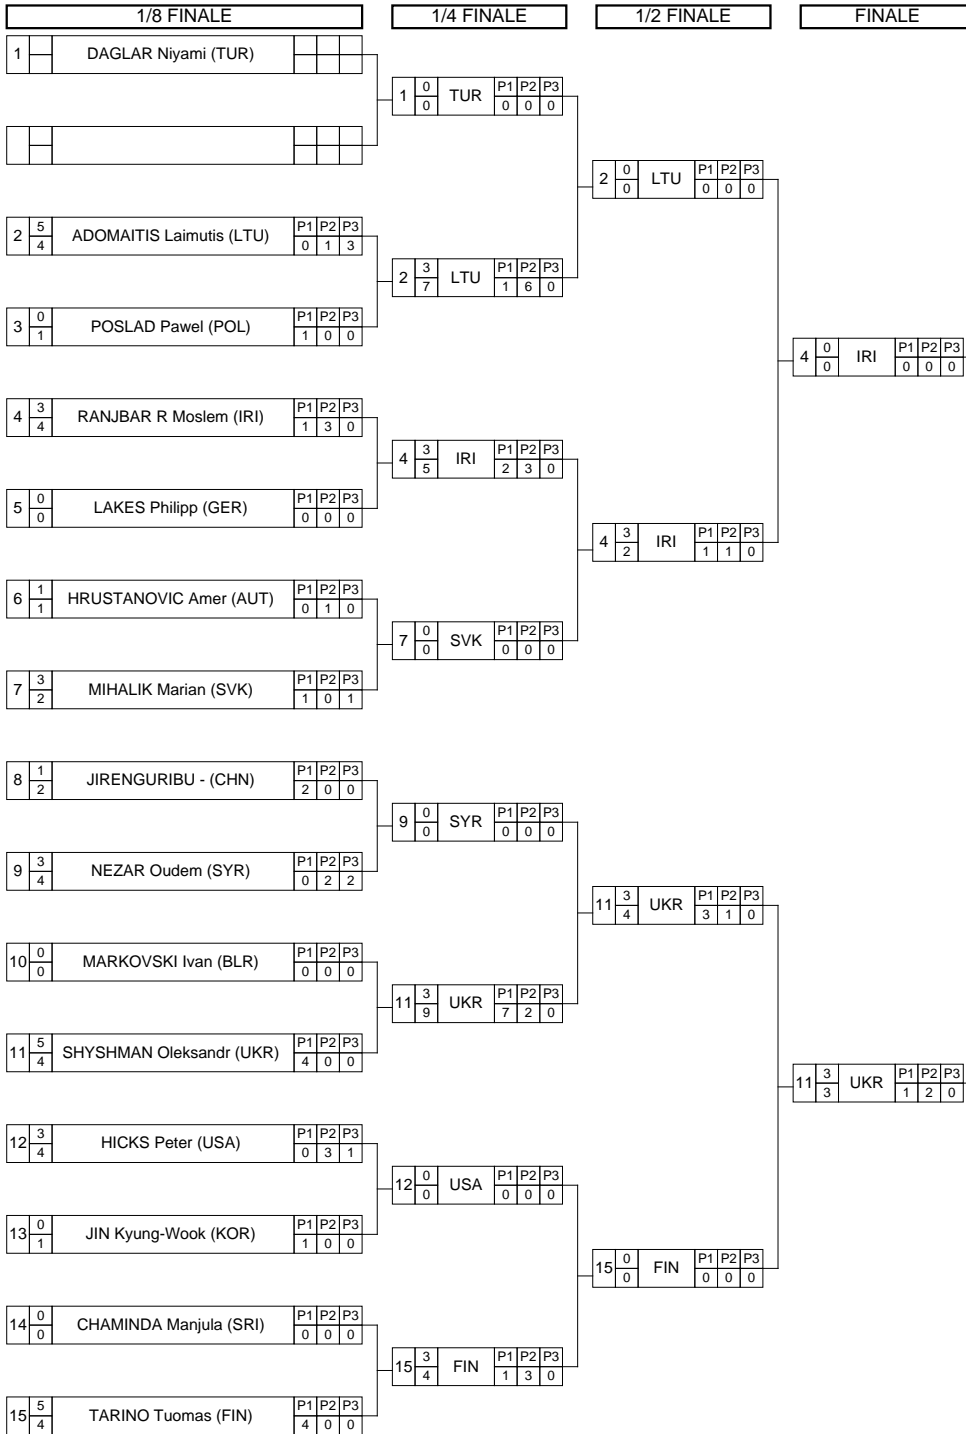 1/8 FINALE 1/4 FINALE 1/2 FINALE FINALE
1 DAGLAR Niyami (TUR)
1 0 TUR P1 P2 P3
0 0 0 0
2 0 LTU P1 P2 P3
0 0 0 0
2 5 ADOMAITIS Laimutis (LTU) P1 P2 P3
4 0 1 3
2 3 LTU P1 P2 P3
7 1 6 0
3 0 POSLAD Pawel (POL) P1 P2 P3
1 1 0 0
4 0 IRI P1 P2 P3
0 0 0 0
4 3 RANJBAR R Moslem (IRI) P1 P2 P3
4 1 3 0
4 3 IRI P1 P2 P3
5 2 3 0
5 0 LAKES Philipp (GER) P1 P2 P3
0 0 0 0
4 3 IRI P1 P2 P3
2 1 1 0
6 1 HRUSTANOVIC Amer (AUT) P1 P2 P3
1 0 1 0
7 0 SVK P1 P2 P3
0 0 0 0
7 3 MIHALIK Marian (SVK) P1 P2 P3
2 1 0 1
8 1 JIRENGURIBU - (CHN) P1 P2 P3
2 2 0 0
9 0 SYR P1 P2 P3
0 0 0 0
9 3 NEZAR Oudem (SYR) P1 P2 P3
4 0 2 2
11 3 UKR P1 P2 P3
4 3 1 0
10 0 MARKOVSKI Ivan (BLR) P1 P2 P3
0 0 0 0
11 3 UKR P1 P2 P3
9 7 2 0
11 5 SHYSHMAN Oleksandr (UKR) P1 P2 P3
4 4 0 0
11 3 UKR P1 P2 P3
3 1 2 0
12 3 HICKS Peter (USA) P1 P2 P3
4 0 3 1
12 0 USA P1 P2 P3
0 0 0 0
13 0 JIN Kyung-Wook (KOR) P1 P2 P3
1 1 0 0
15 0 FIN P1 P2 P3
0 0 0 0
14 0 CHAMINDA Manjula (SRI) P1 P2 P3
0 0 0 0
15 3 FIN P1 P2 P3
4 1 3 0
15 5 TARINO Tuomas (FIN) P1 P2 P3
4 4 0 0